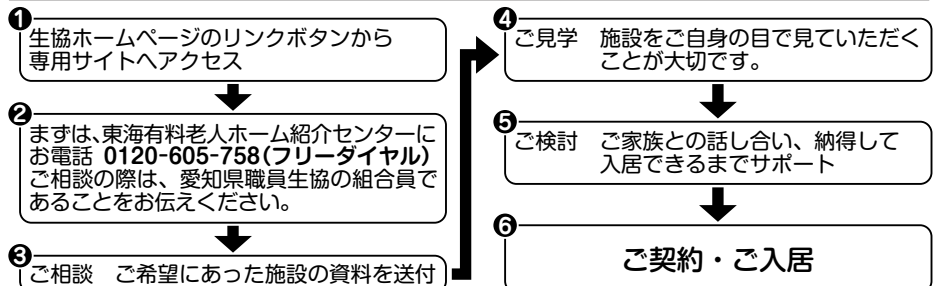 ❶
生協ホームページのリンクボタンから
専用サイトへアクセス
❷
まずは、東海有料老人ホーム紹介センターに
お電話 0120-605-758(フリーダイヤル)
ご相談の際は、愛知県職員生協の組合員で
あることをお伝えください。
❸
ご相談　ご希望にあった施設の資料を送付
❹
ご見学　施設をご自身の目で見ていただく
ことが大切です。
❺
ご検討　ご家族との話し合い、納得して
入居できるまでサポート
❻
ご契約・ご入居